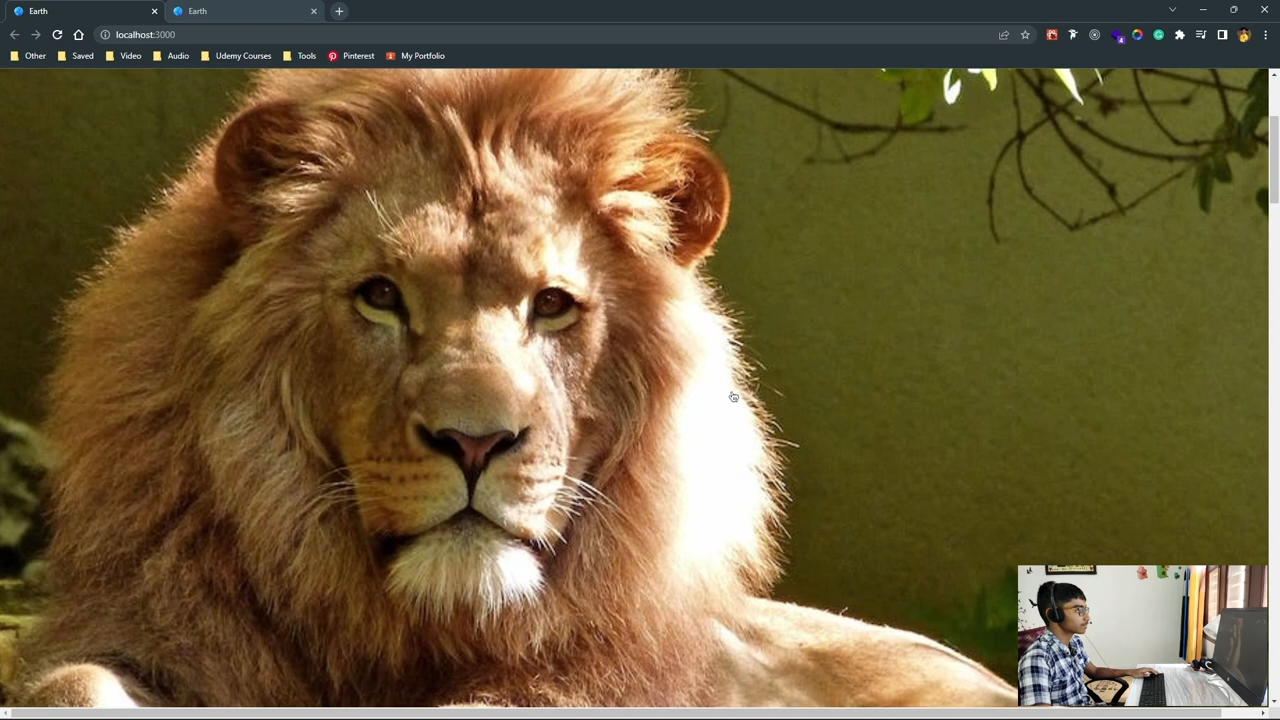 Earth
Earth
localhost:3000
Other
Saved
Video
Audio
Udemy Courses
Tools
Pinterest
My Portfolio